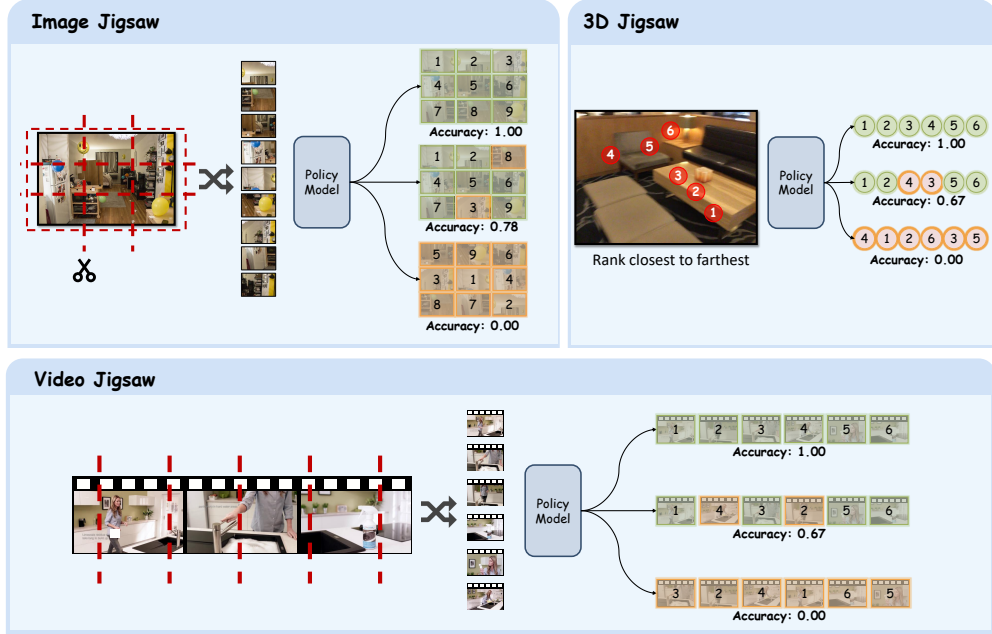 Image Jigsaw
Policy
Model
1 2 3
4 5 6
7 8 9
Accuracy: 1.00
1 2 8
4 5 6
7 3 9
Accuracy: 0.78
5 9 6
3 1 4
8 7 2
Accuracy: 0.00
3D Jigsaw
6
5
4
3
2
1
Rank closest to farthest
Policy
Model
1 2 3 4 5 6
Accuracy: 1.00
1 2 4 3 5 6
Accuracy: 0.67
4 1 2 6 3 5
Accuracy: 0.00
Video Jigsaw
Policy
Model
1 2 3 4 5 6
Accuracy: 1.00
1 4 3 2 5 6
Accuracy: 0.67
3 2 4 1 6 5
Accuracy: 0.00